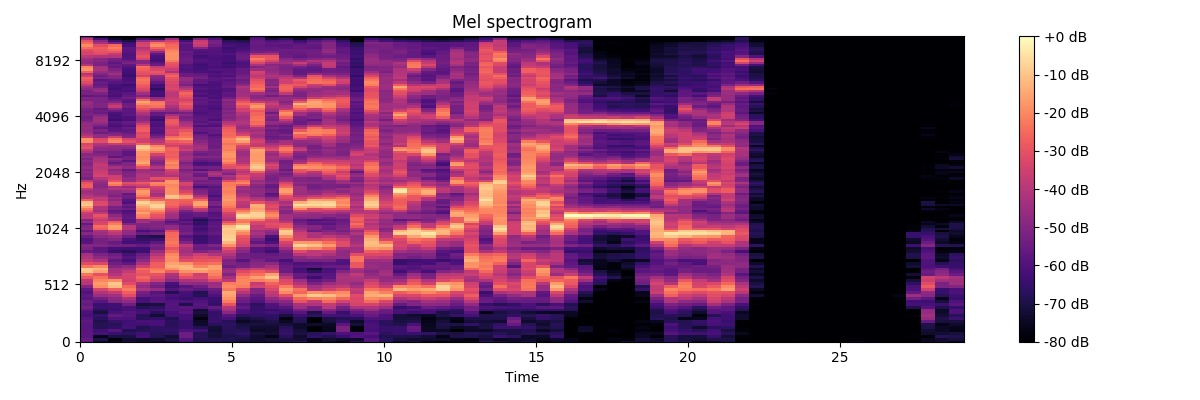 Mel spectrogram
Hz
8192
4096
2048
1024
512
0
0 5 10 15 20 25
Time
+0 dB
-10 dB
-20 dB
-30 dB
-40 dB
-50 dB
-60 dB
-70 dB
-80 dB